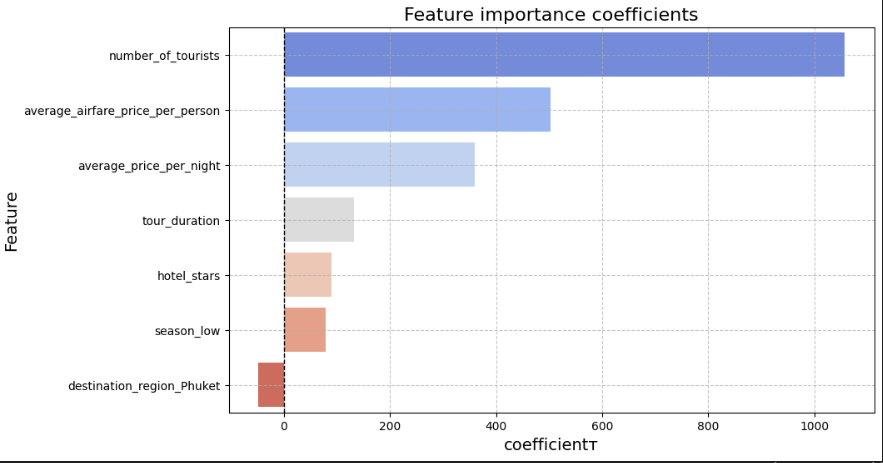 Feature importance coefficients
Feature
number_of_tourists
average_airfare_price_per_person
average_price_per_night
tour_duration
hotel_stars
season_low
destination_region_Phuket
0 200 400 600 800 1000
coefficientт